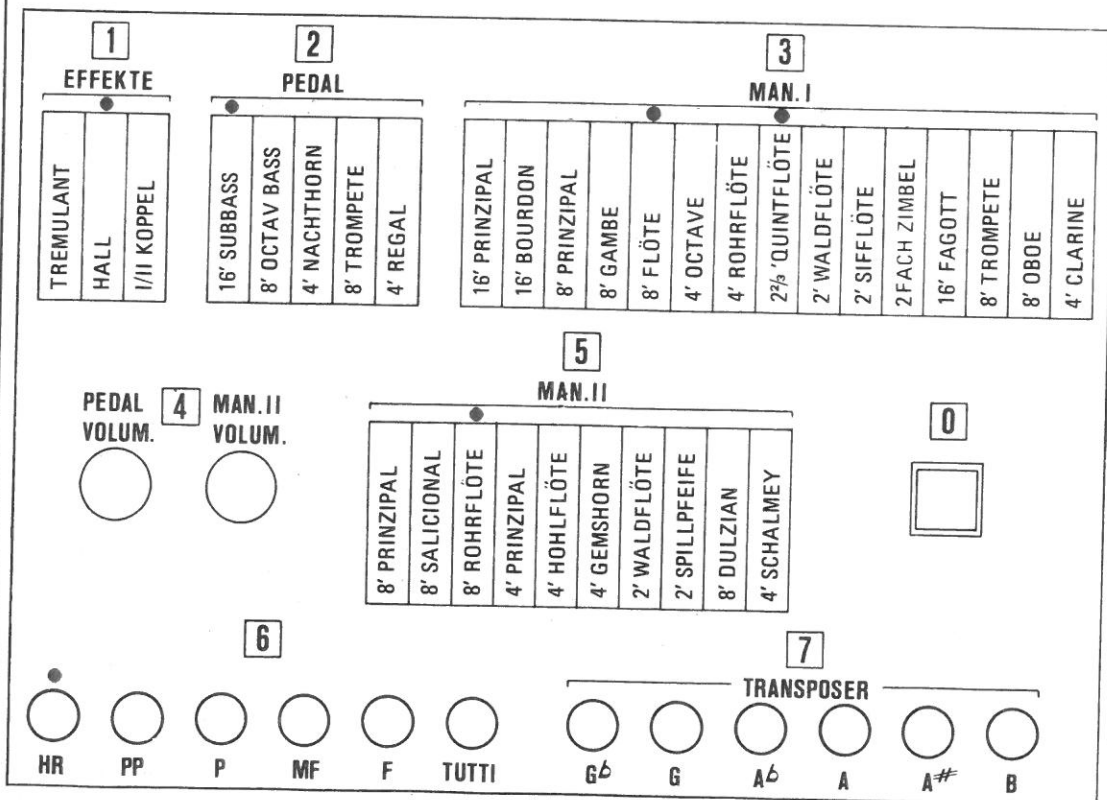 1
EFFEKTE
TREMULANT
HALL
I/II KOPPEL
2
PEDAL
16' SUBBASS
8' OCTAV BASS
4' NACHTHORN
8' TROMPETE
4' REGAL
3
MAN. I
16' PRINZIPAL
16' BOURDON
8' PRINZIPAL
8' GAMBE
8' FLÖTE
4' OCTAVE
4' ROHRFLÖTE
2⅔ 'QUINTFLÖTE
2' WALDFLÖTE
2' SIFFLÖTE
2 FACH ZIMBEL
16' FAGOTT
8' TROMPETE
8' OBOE
4' CLARINE
4
PEDAL VOLUM.
MAN.II VOLUM.
5
MAN.II
8' PRINZIPAL
8' SALICIONAL
8' ROHRFLÖTE
4' PRINZIPAL
4' HOHLFLÖTE
4' GEMSHORN
2' WALDFLÖTE
2' SPILLPFEIFE
8' DULZIAN
4' SCHALMEY
0
6
HR PP P MF F TUTTI
7
TRANSPOSER
G♭ G A♭ A A# B